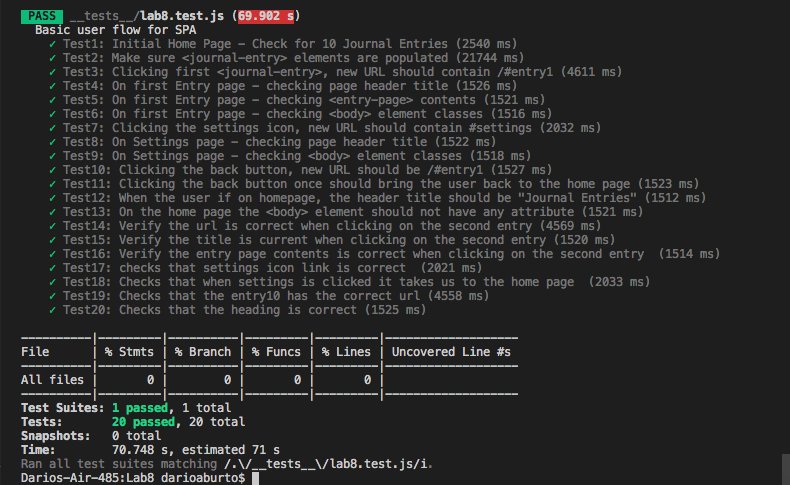 PASS __tests__/lab8.test.js (69.902 s)
Basic user flow for SPA
✓ Test1: Initial Home Page - Check for 10 Journal Entries (2540 ms)
✓ Test2: Make sure <journal-entry> elements are populated (21744 ms)
✓ Test3: Clicking first <journal-entry>, new URL should contain /#entry1 (4611 ms)
✓ Test4: On first Entry page - checking page header title (1526 ms)
✓ Test5: On first Entry page - checking <entry-page> contents (1521 ms)
✓ Test6: On first Entry page - checking <body> element classes (1516 ms)
✓ Test7: Clicking the settings icon, new URL should contain #settings (2032 ms)
✓ Test8: On Settings page - checking page header title (1522 ms)
✓ Test9: On Settings page - checking <body> element classes (1518 ms)
✓ Test10: Clicking the back button, new URL should be /#entry1 (1527 ms)
✓ Test11: Clicking the back button once should bring the user back to the home page (1523 ms)
✓ Test12: When the user if on homepage, the header title should be "Journal Entries" (1512 ms)
✓ Test13: On the home page the <body> element should not have any attribute (1521 ms)
✓ Test14: Verify the url is correct when clicking on the second entry (4569 ms)
✓ Test15: Verify the title is current when clicking on the second entry (1520 ms)
✓ Test16: Verify the entry page contents is correct when clicking on the second entry  (1514 ms)
✓ Test17: checks that settings icon link is correct  (2021 ms)
✓ Test18: Checks that when settings is clicked it takes us to the home page  (2033 ms)
✓ Test19: Checks that the entry10 has the correct url (4558 ms)
✓ Test20: Checks that the heading is correct (1525 ms)
----------|---------|----------|---------|---------|-------------------
File      | % Stmts | % Branch | % Funcs | % Lines | Uncovered Line #s
----------|---------|----------|---------|---------|-------------------
All files |       0 |        0 |       0 |       0 |
----------|---------|----------|---------|---------|-------------------
Test Suites: 1 passed, 1 total
Tests:       20 passed, 20 total
Snapshots:   0 total
Time:        70.748 s, estimated 71 s
Ran all test suites matching /.\/__tests__\/lab8.test.js/i.
Darios-Air-485:Lab8 darioaburto$